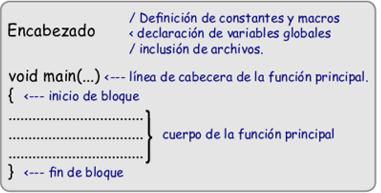 / Definición de constantes y macros
Encabezado < declaración de variables globales
/ inclusión de archivos.
void main(...) <--- línea de cabecera de la función principal.
{ <--- inicio de bloque
....................................
.................................... cuerpo de la función principal
....................................
} <--- fin de bloque